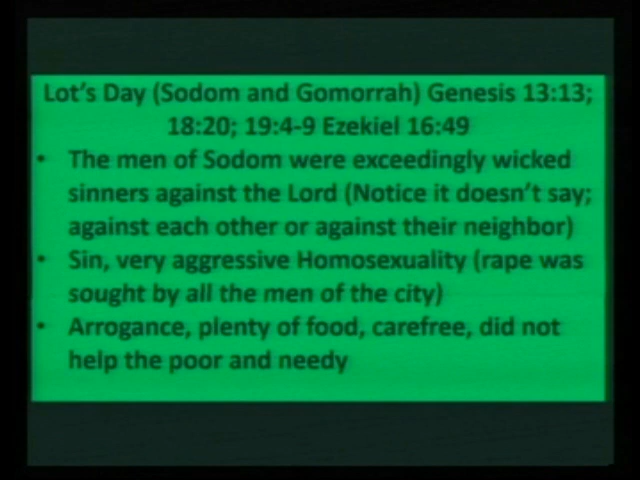 Lot's Day (Sodom and Gomorrah) Genesis 13:13;
18:20; 19:4-9 Ezekiel 16:49
• The men of Sodom were exceedingly wicked
sinners against the Lord (Notice it doesn't say;
against each other or against their neighbor)
• Sin, very aggressive Homosexuality (rape was
sought by all the men of the city)
• Arrogance, plenty of food, carefree, did not
help the poor and needy